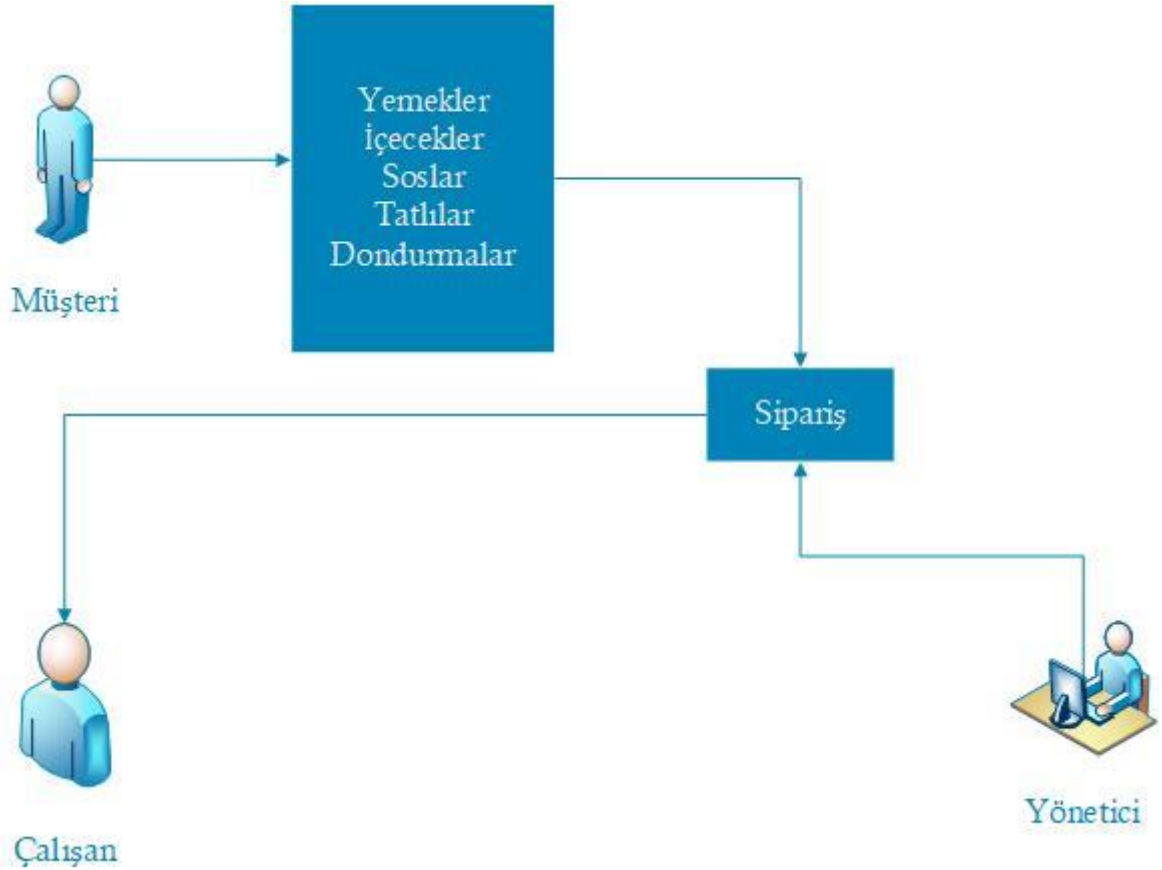 Yemekler
İçecekler
Soslar
Tatlılar
Dondurmalar
Müşteri
Sipariş
Yönetici
Çalışan